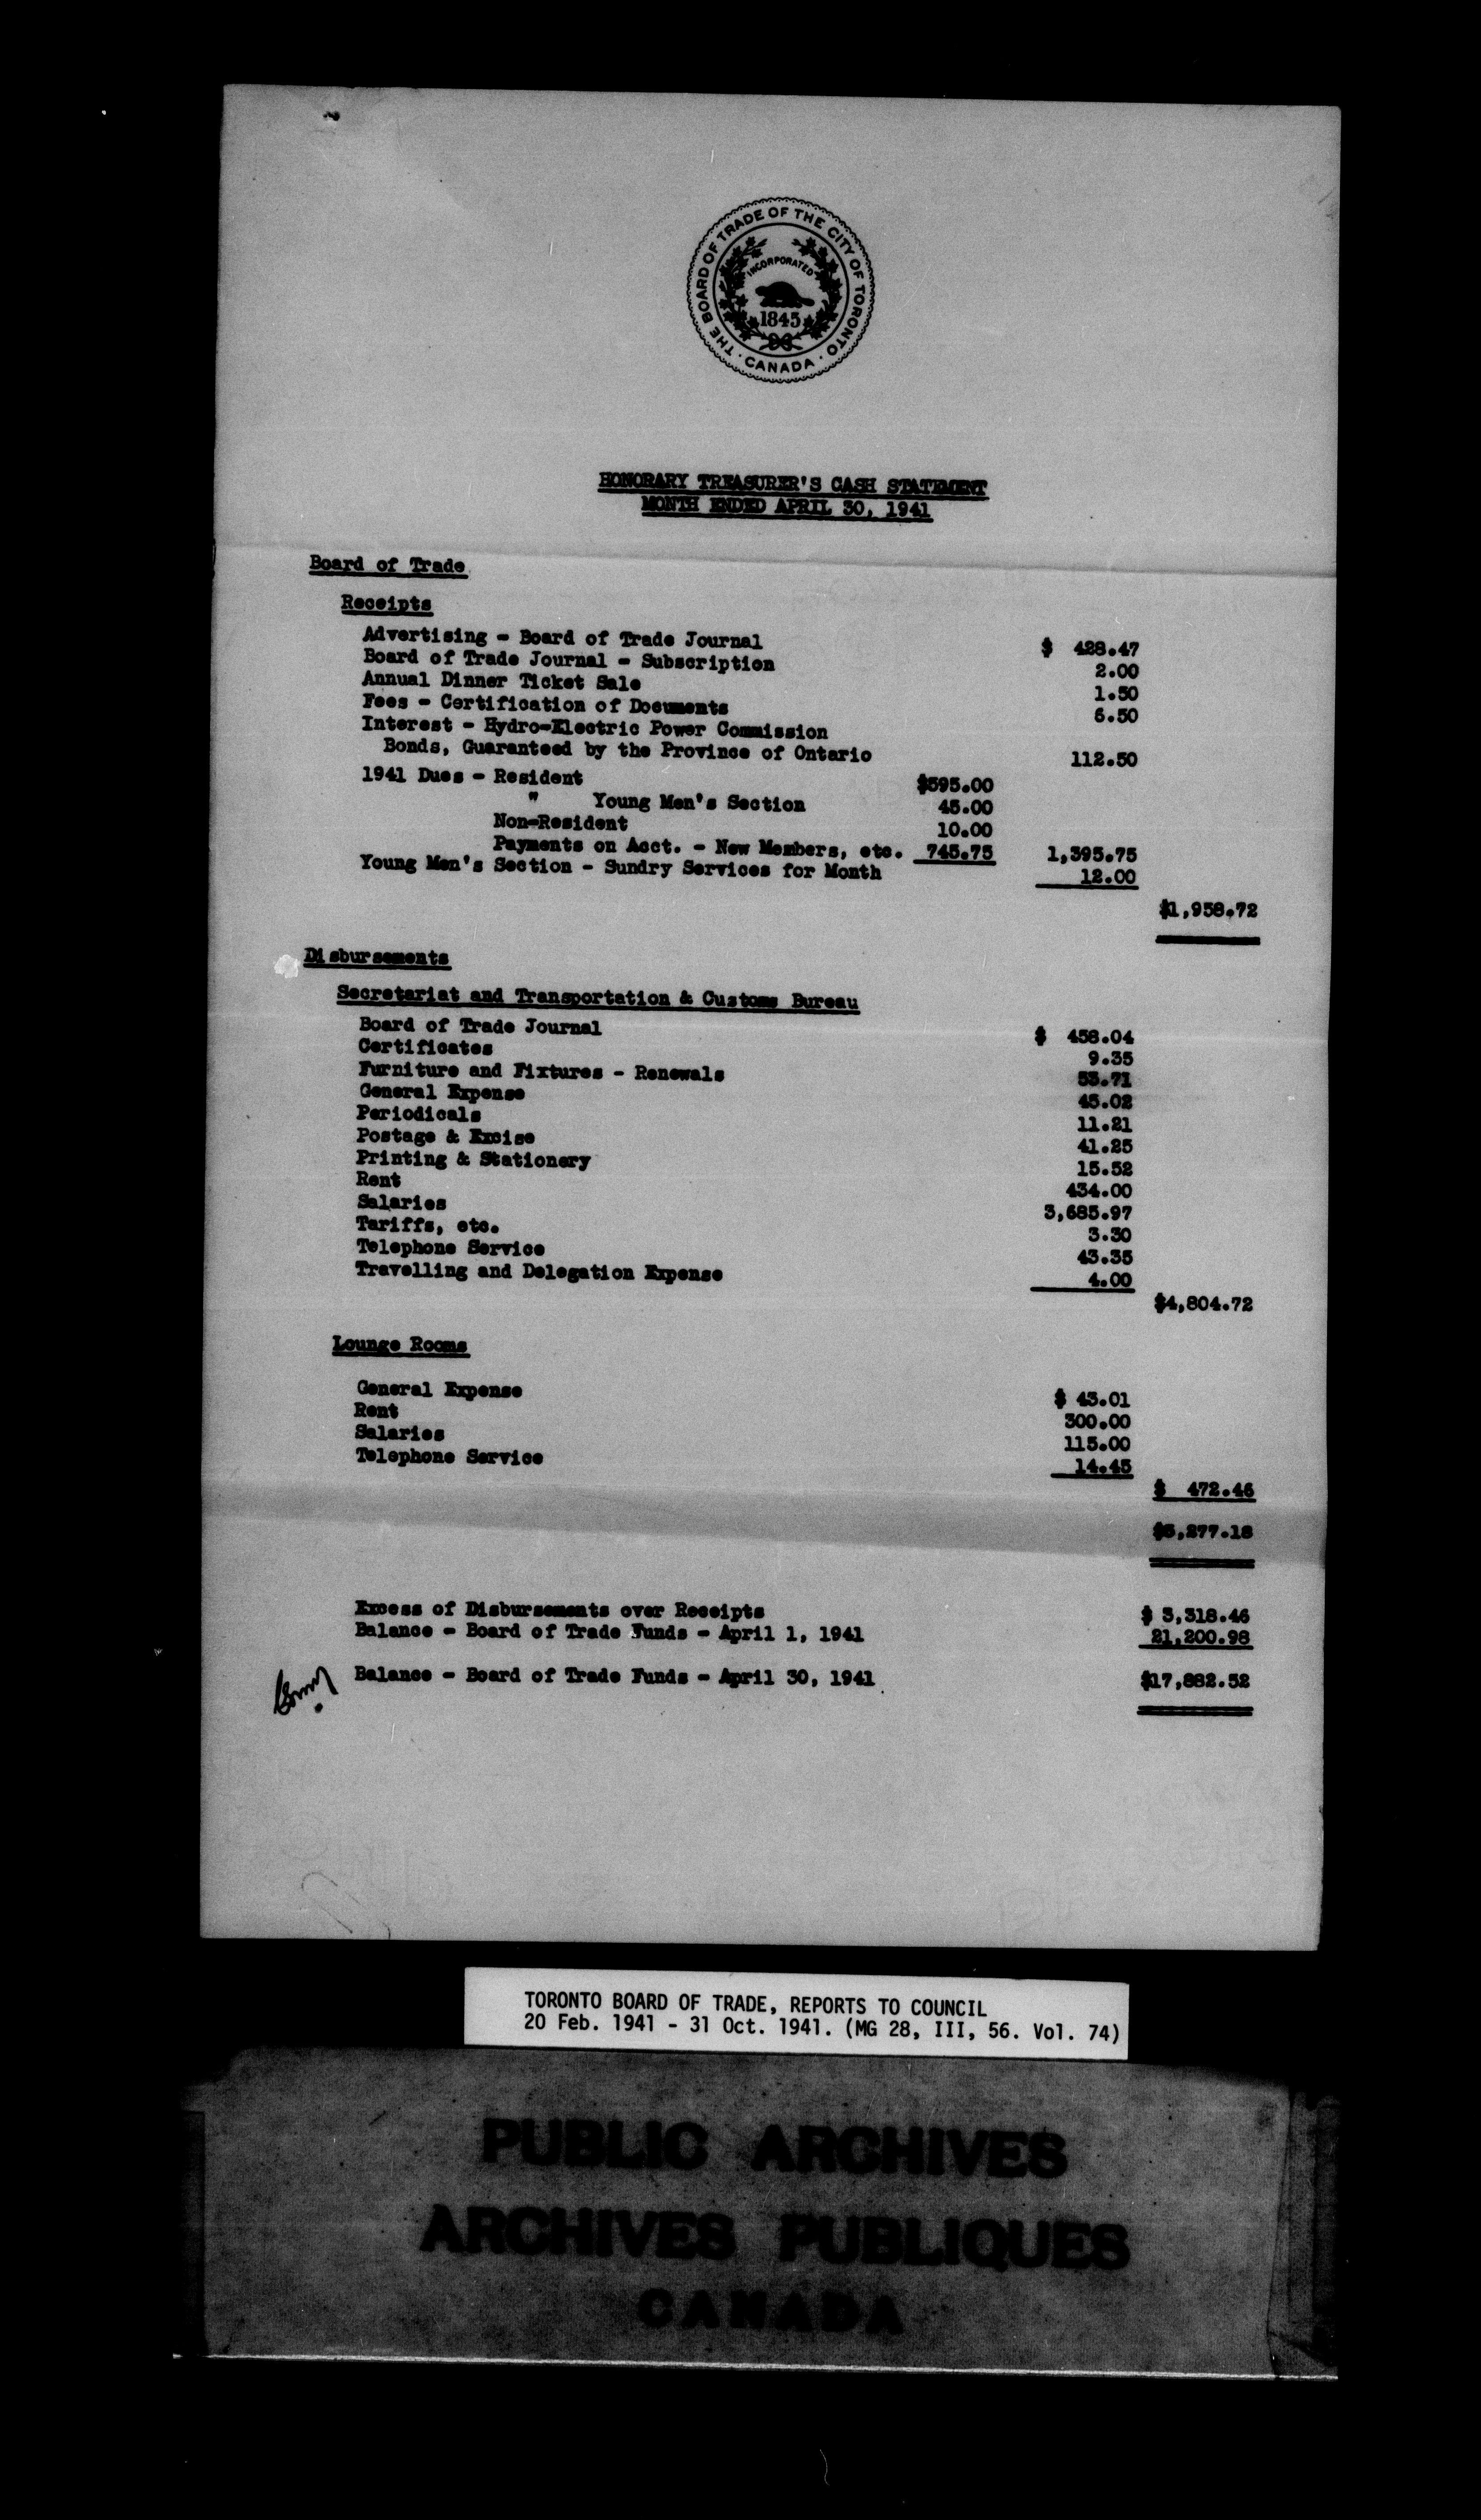 THE BOARD OF TRADE OF THE CITY OF TORONTO
· CANADA ·
INCORPORATED
1845
HONORARY TREASURER'S CASH STATEMENT
MONTH ENDED APRIL 30, 1941
Board of Trade
Receipts
Advertising - Board of Trade Journal $ 428.47
Board of Trade Journal - Subscription 2.00
Annual Dinner Ticket Sale 1.50
Fees - Certification of Documents 6.50
Interest - Hydro-Electric Power Commission
Bonds, Guaranteed by the Province of Ontario 112.50
1941 Dues - Resident $595.00
" Young Men's Section 45.00
Non-Resident 10.00
Payments on Acct. - New Members, etc. 745.75 1,395.75
Young Men's Section - Sundry Services for Month 12.00
$1,958.72
Disbursements
Secretariat and Transportation & Customs Bureau
Board of Trade Journal $ 458.04
Certificates 9.35
Furniture and Fixtures - Renewals 53.71
General Expense 45.02
Periodicals 11.21
Postage & Excise 41.25
Printing & Stationery 15.52
Rent 434.00
Salaries 3,685.97
Tariffs, etc. 3.30
Telephone Service 43.35
Travelling and Delegation Expense 4.00
$4,804.72
Lounge Rooms
General Expense $ 43.01
Rent 300.00
Salaries 115.00
Telephone Service 14.45
$ 472.46
$5,277.18
Excess of Disbursements over Receipts $ 3,318.46
Balance - Board of Trade Funds - April 1, 1941 21,200.98
Balance - Board of Trade Funds - April 30, 1941 $17,882.52
TORONTO BOARD OF TRADE, REPORTS TO COUNCIL
20 Feb. 1941 - 31 Oct. 1941. (MG 28, III, 56. Vol. 74)
PUBLIC ARCHIVES
ARCHIVES PUBLIQUES
CANADA